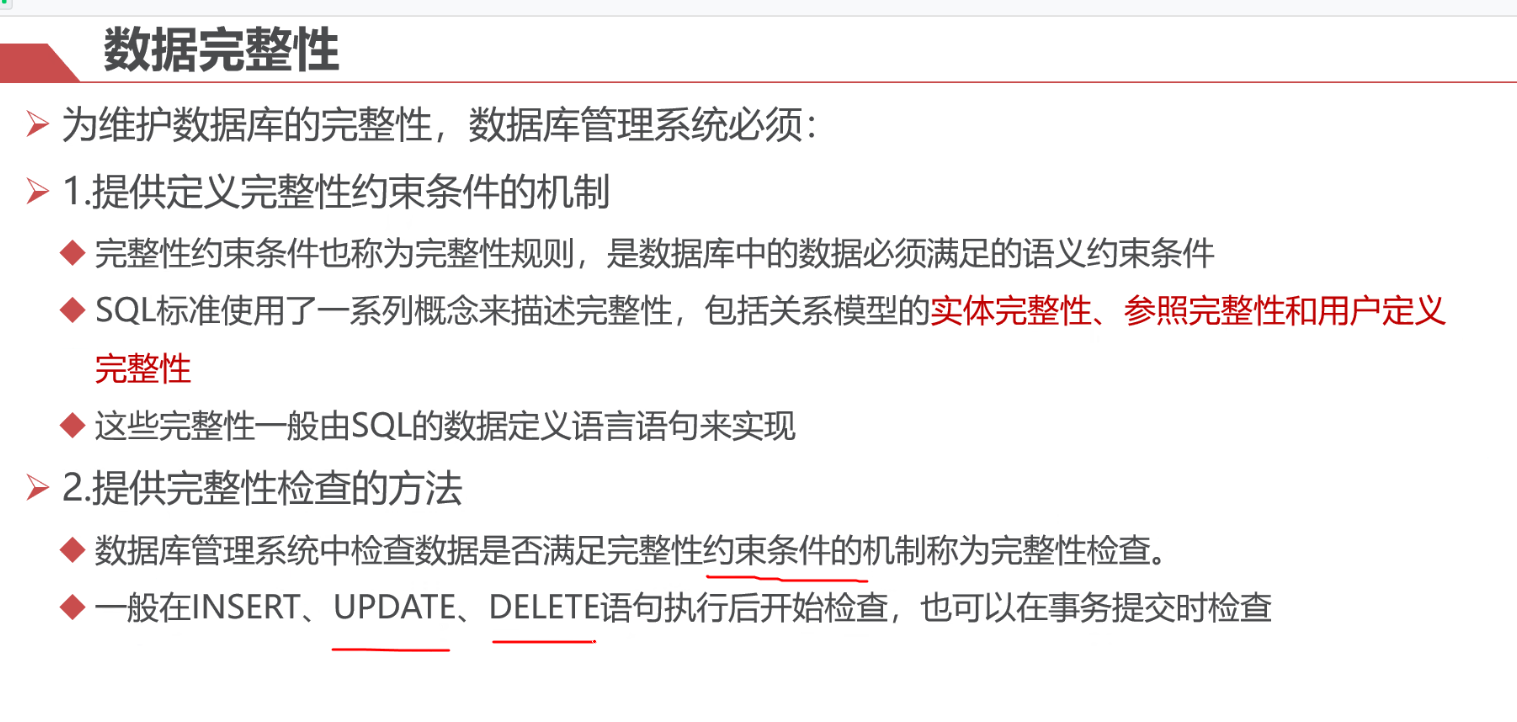 数据完整性
为维护数据库的完整性，数据库管理系统必须：
1.提供定义完整性约束条件的机制
完整性约束条件也称为完整性规则，是数据库中的数据必须满足的语义约束条件
SQL标准使用了一系列概念来描述完整性，包括关系模型的实体完整性、参照完整性和用户定义
完整性
这些完整性一般由SQL的数据定义语言语句来实现
2.提供完整性检查的方法
数据库管理系统中检查数据是否满足完整性约束条件的机制称为完整性检查。
一般在INSERT、UPDATE、DELETE语句执行后开始检查，也可以在事务提交时检查